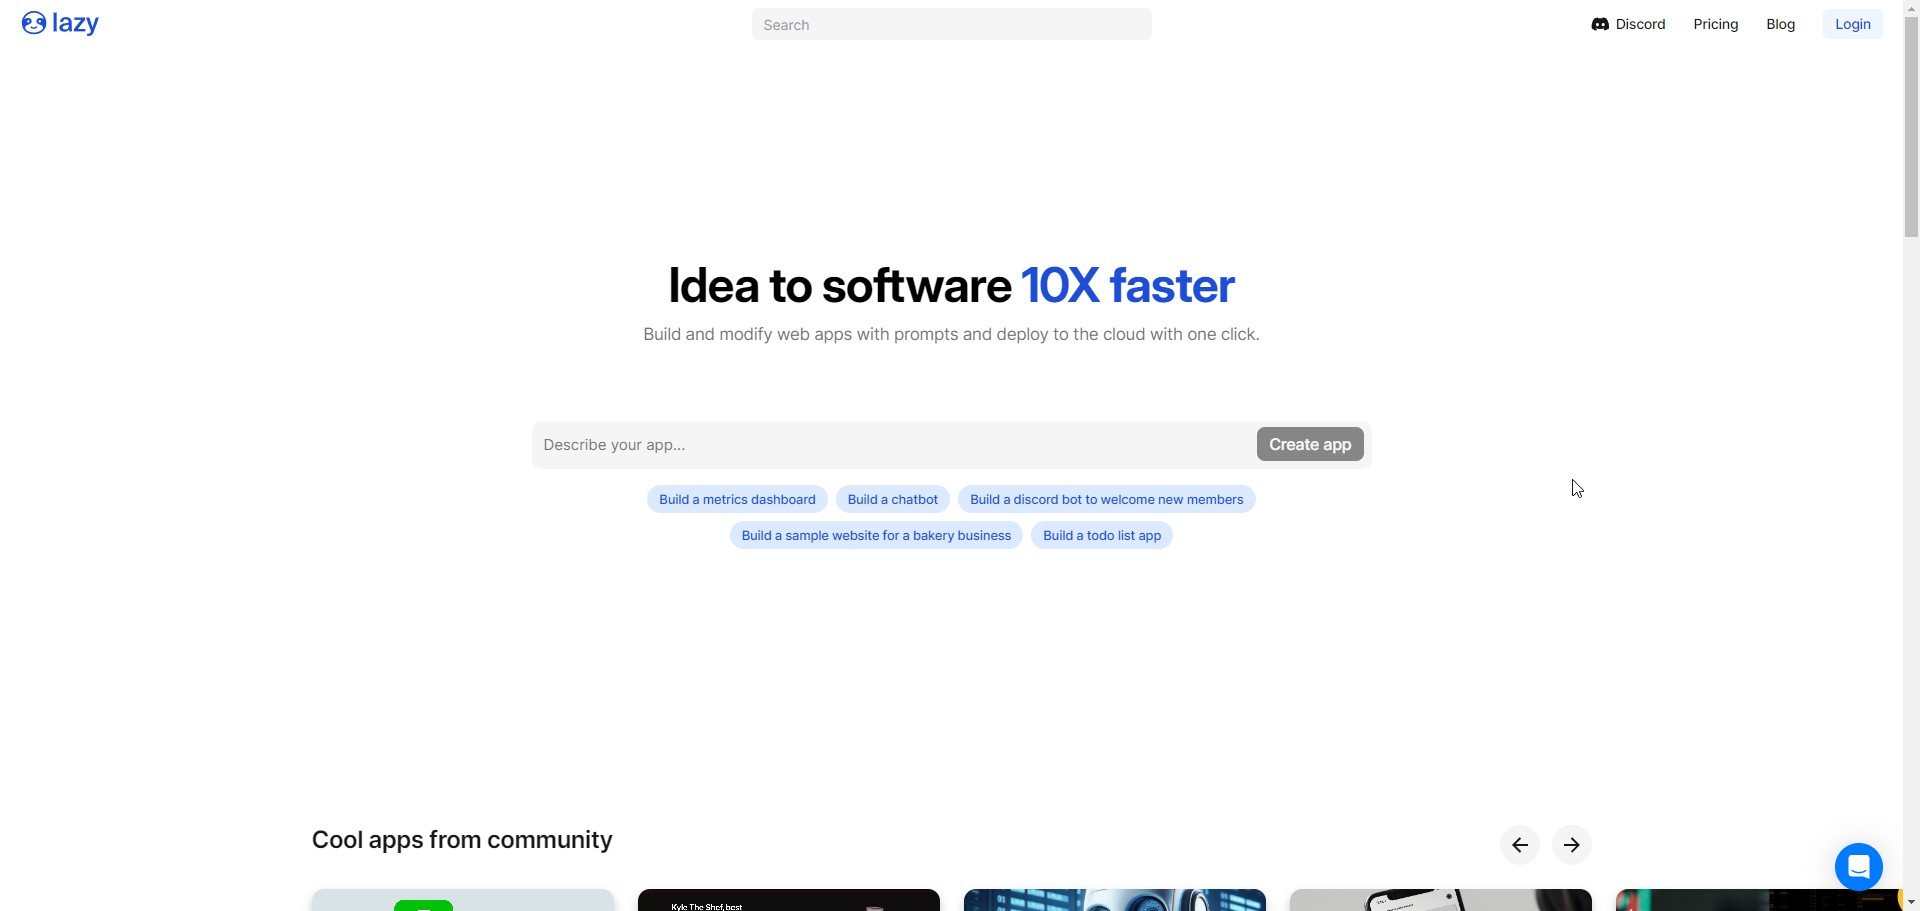 lazy
Search
Discord
Pricing
Blog
Login
Idea to software 10X faster
Build and modify web apps with prompts and deploy to the cloud with one click.
Describe your app...
Create app
Build a metrics dashboard
Build a chatbot
Build a discord bot to welcome new members
Build a sample website for a bakery business
Build a todo list app
Cool apps from community
Kyle The Shef, best